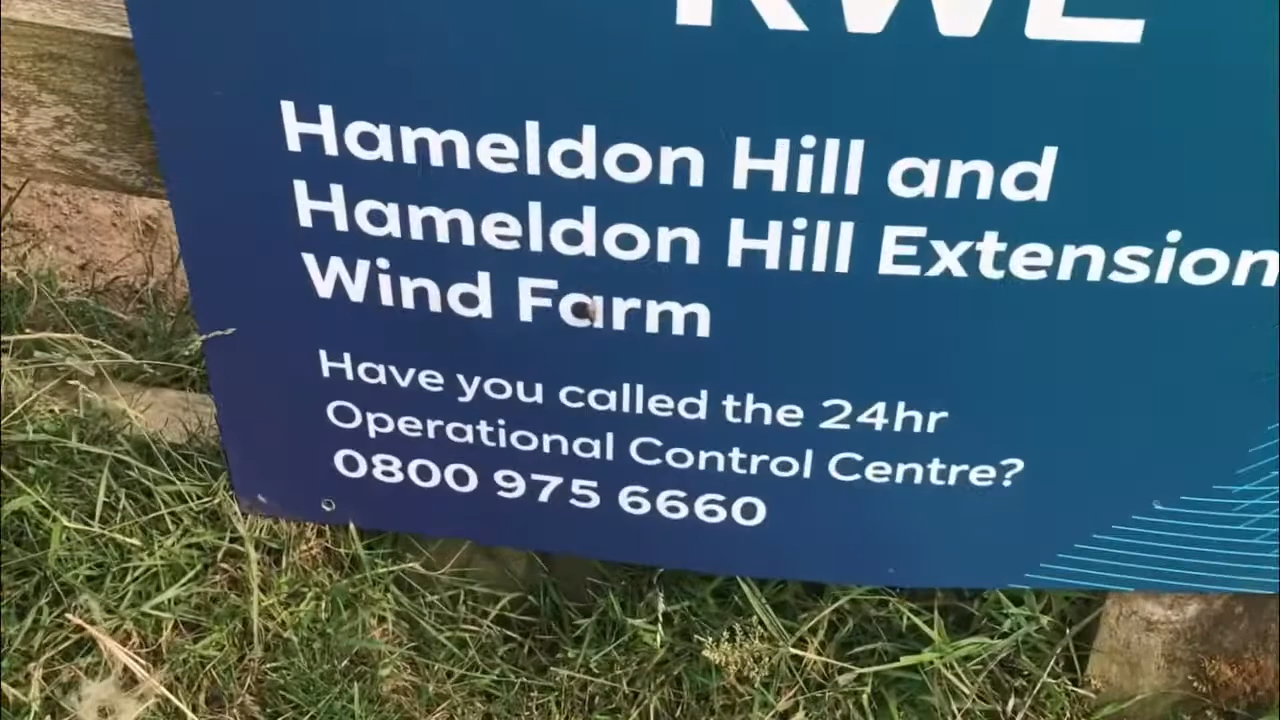 RWE
Hameldon Hill and
Hameldon Hill Extension
Wind Farm
Have you called the 24hr
Operational Control Centre?
0800 975 6660